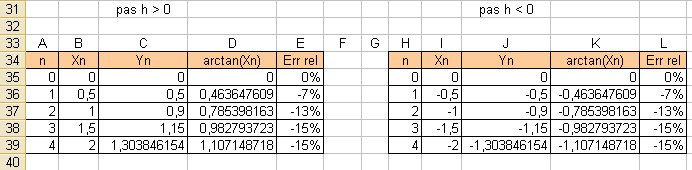 31 pas h > 0 pas h < 0
32
33 A B C D E F G H I J K L
34 n Xn Yn arctan(Xn) Err rel n Xn Yn arctan(Xn) Err rel
35 0 0 0 0 0% 0 0 0 0 0%
36 1 0,5 0,5 0,463647609 -7% 1 -0,5 -0,5 -0,463647609 -7%
37 2 1 0,9 0,785398163 -13% 2 -1 -0,9 -0,785398163 -13%
38 3 1,5 1,15 0,982793723 -15% 3 -1,5 -1,15 -0,982793723 -15%
39 4 2 1,303846154 1,107148718 -15% 4 -2 -1,303846154 -1,107148718 -15%
40